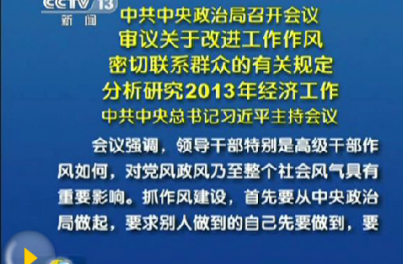 CCTV 13
新闻
中共中央政治局召开会议
审议关于改进工作作风
密切联系群众的有关规定
分析研究2013年经济工作
中共中央总书记习近平主持会议
会议强调，领导干部特别是高级干部作
风如何，对党风政风乃至整个社会风气具有
重要影响。抓作风建设，首先要从中央政治
局做起，要求别人做到的自己先要做到，要